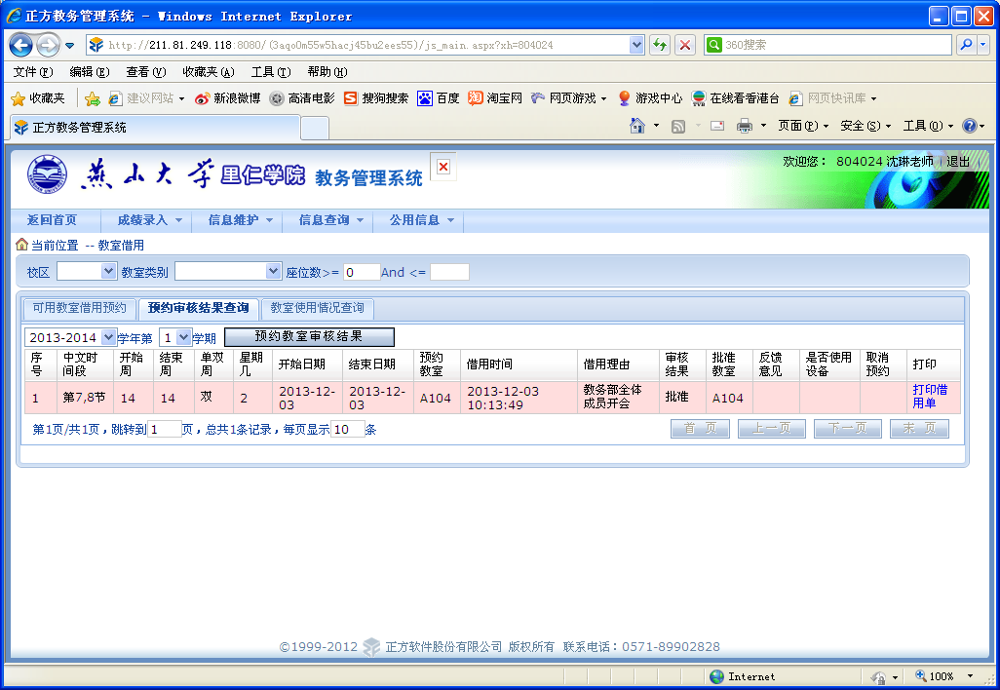 正方教务管理系统 - Windows Internet Explorer
http://211.81.249.118:8080/(3aqo0m55w5hacj45bu2ees55)/js_main.aspx?xh=804024 360搜索
文件(F) 编辑(E) 查看(V) 收藏夹(A) 工具(T) 帮助(H)
收藏夹 建议网站 新浪微博 高清电影 搜狗搜索 百度 淘宝网 网页游戏 游戏中心 在线看香港台 网页快讯库
正方教务管理系统 页面(P) 安全(S) 工具(O)
燕山大学里仁学院 教务管理系统 欢迎您： 804024 沈琳老师 退出
返回首页 成绩录入 信息维护 信息查询 公用信息
当前位置 -- 教室借用
校区 教室类别 座位数>= 0 And <=
可用教室借用预约 预约审核结果查询 教室使用情况查询
2013-2014 学年第 1 学期 预约教室审核结果
序号 中文时间段 开始周 结束周 单双周 星期几 开始日期 结束日期 预约教室 借用时间 借用理由 审核结果 批准教室 反馈意见 是否使用设备 取消预约 打印
1 第7,8节 14 14 双 2 2013-12-03 2013-12-03 A104 2013-12-03 10:13:49 教务部全体成员开会 批准 A104 打印借用单
第1页/共1页，跳转到 1 页，总共1条记录，每页显示 10 条 首 页 上一页 下一页 末 页
©1999-2012 正方软件股份有限公司 版权所有 联系电话：0571-89902828
Internet 100%